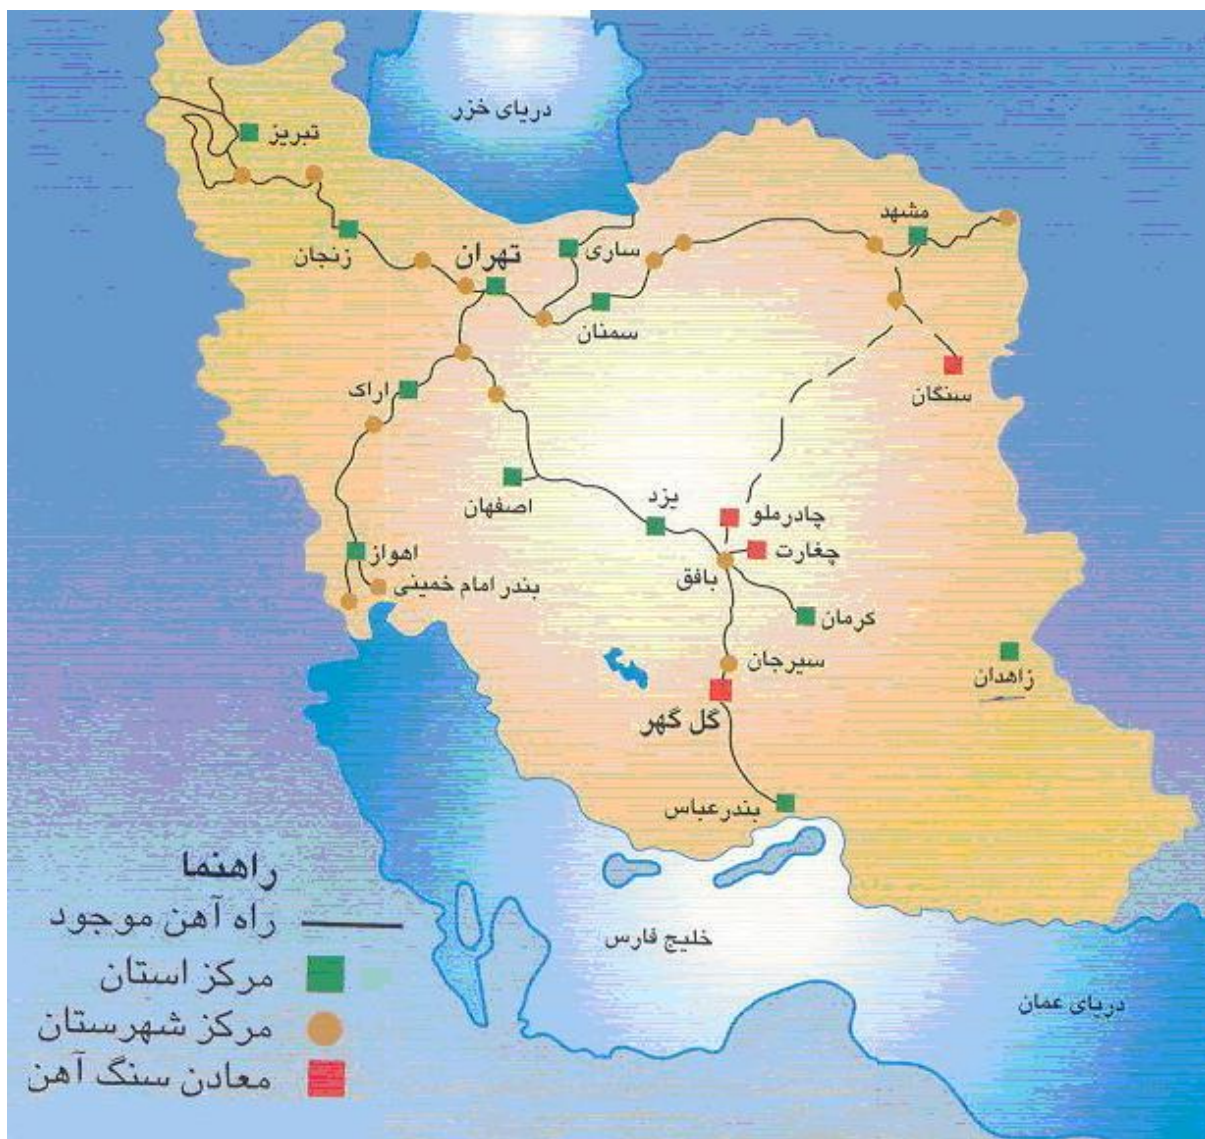 دریای خزر
تبریز
مشهد
ساری
تهران
زنجان
سمنان
سنگان
اراک
یزد
اصفهان
چادرملو
چغارت
اهواز
بافق
بندر امام خمینی
کرمان
سیرجان
زاهدان
گل گهر
بندرعباس
راهنما
راه آهن موجود
خلیج فارس
مرکز استان
دریای عمان
مرکز شهرستان
معادن سنگ آهن